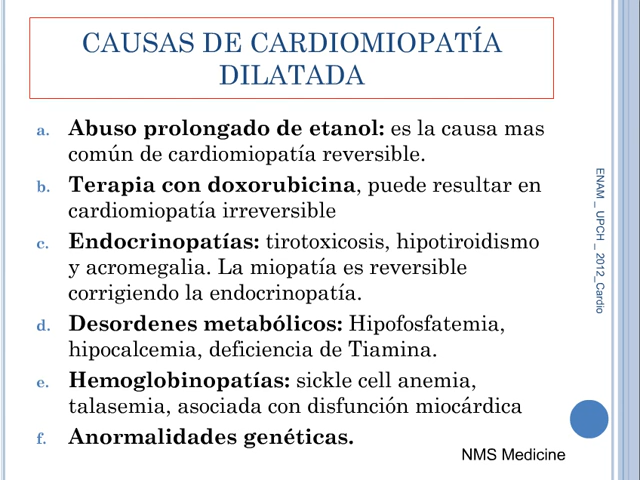 CAUSAS DE CARDIOMIOPATÍA
DILATADA
a. Abuso prolongado de etanol: es la causa mas
común de cardiomiopatía reversible.
b. Terapia con doxorubicina, puede resultar en
cardiomiopatía irreversible
c. Endocrinopatías: tirotoxicosis, hipotiroidismo
y acromegalia. La miopatía es reversible
corrigiendo la endocrinopatía.
d. Desordenes metabólicos: Hipofosfatemia,
hipocalcemia, deficiencia de Tiamina.
e. Hemoglobinopatías: sickle cell anemia,
talasemia, asociada con disfunción miocárdica
f. Anormalidades genéticas.
NMS Medicine
ENAM _ UPCH _ 2012_Cardio